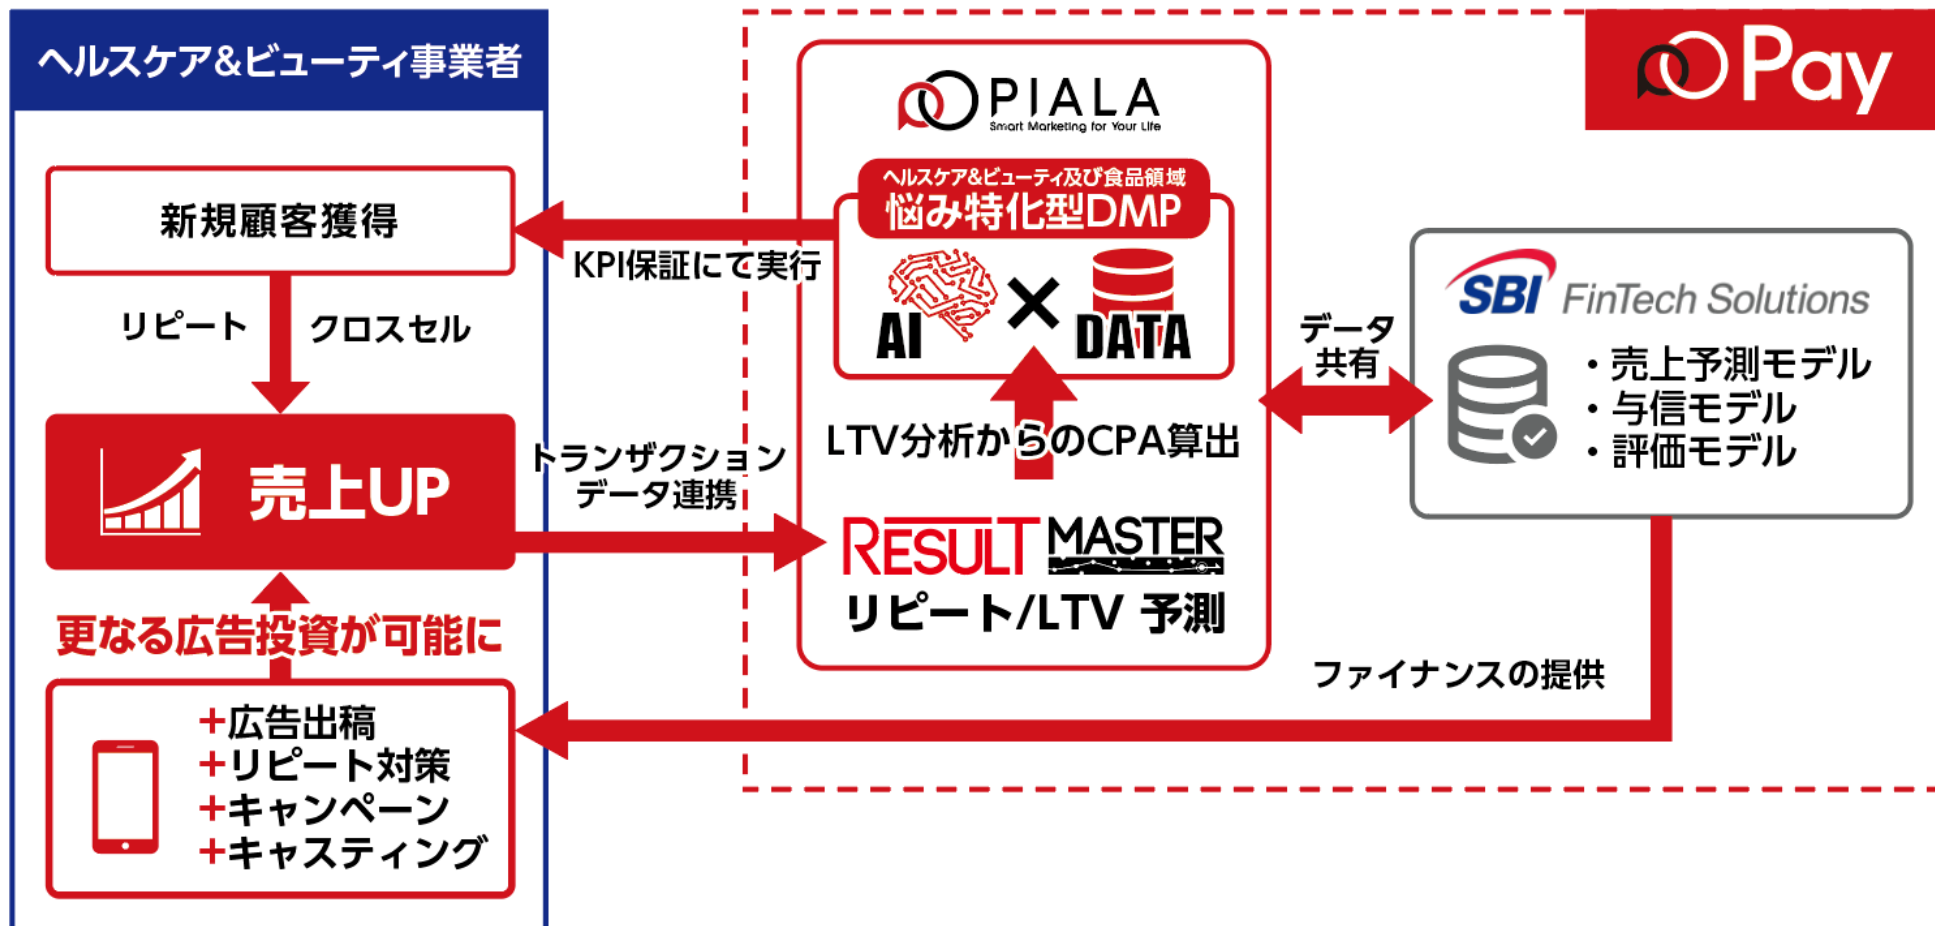 ヘルスケア&ビューティ事業者
新規顧客獲得
リピート
クロスセル
売上UP
更なる広告投資が可能に
+広告出稿
+リピート対策
+キャンペーン
+キャスティング
KPI保証にて実行
トランザクション
データ連携
PIALA
Smart Marketing for Your Life
ヘルスケア&ビューティ及び食品領域
悩み特化型DMP
AI × DATA
LTV分析からのCPA算出
RESULT MASTER
リピート/LTV 予測
データ
共有
Pay
SBI FinTech Solutions
・売上予測モデル
・与信モデル
・評価モデル
ファイナンスの提供